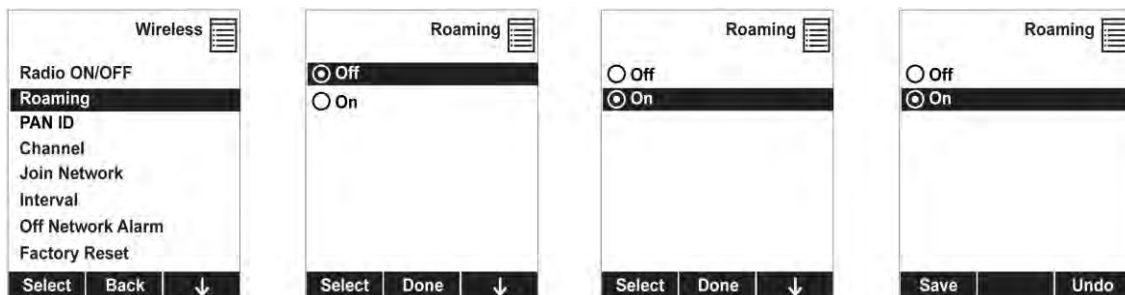 Wireless
Radio ON/OFF
Roaming
PAN ID
Channel
Join Network
Interval
Off Network Alarm
Factory Reset
Select Back ↓
Roaming
Off
On
Select Done ↓
Roaming
Off
On
Select Done ↓
Roaming
Off
On
Save Undo